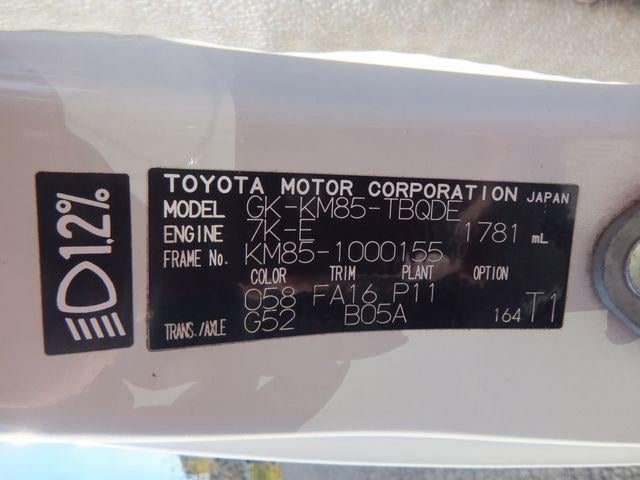 1.2%
TOYOTA MOTOR CORPORATION JAPAN
MODEL GK-KM85-TBQDE
ENGINE 7K-E 1781 mL
FRAME No. KM85-1000155
COLOR TRIM PLANT OPTION
058 FA16 P11
TRANS./AXLE G52 B05A 164 T1